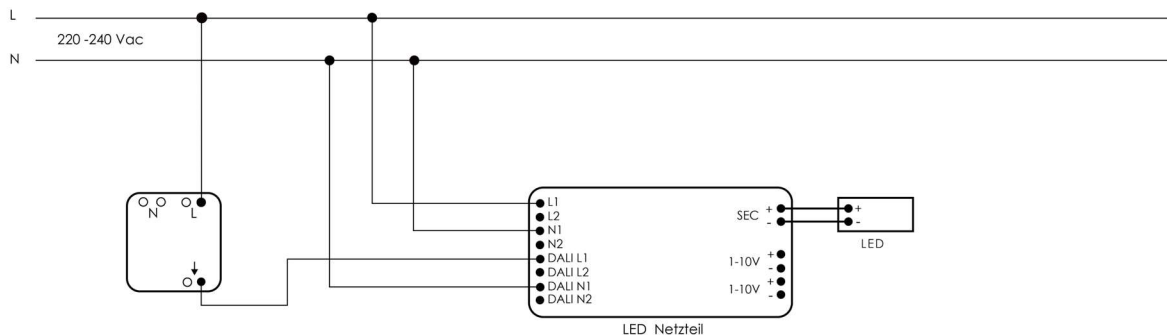 L
220 -240 Vac
N
N L
L1
L2
N1
N2
DALI L1
DALI L2
DALI N1
DALI N2
SEC + -
1-10V + -
1-10V + -
+
-
LED
LED Netzteil